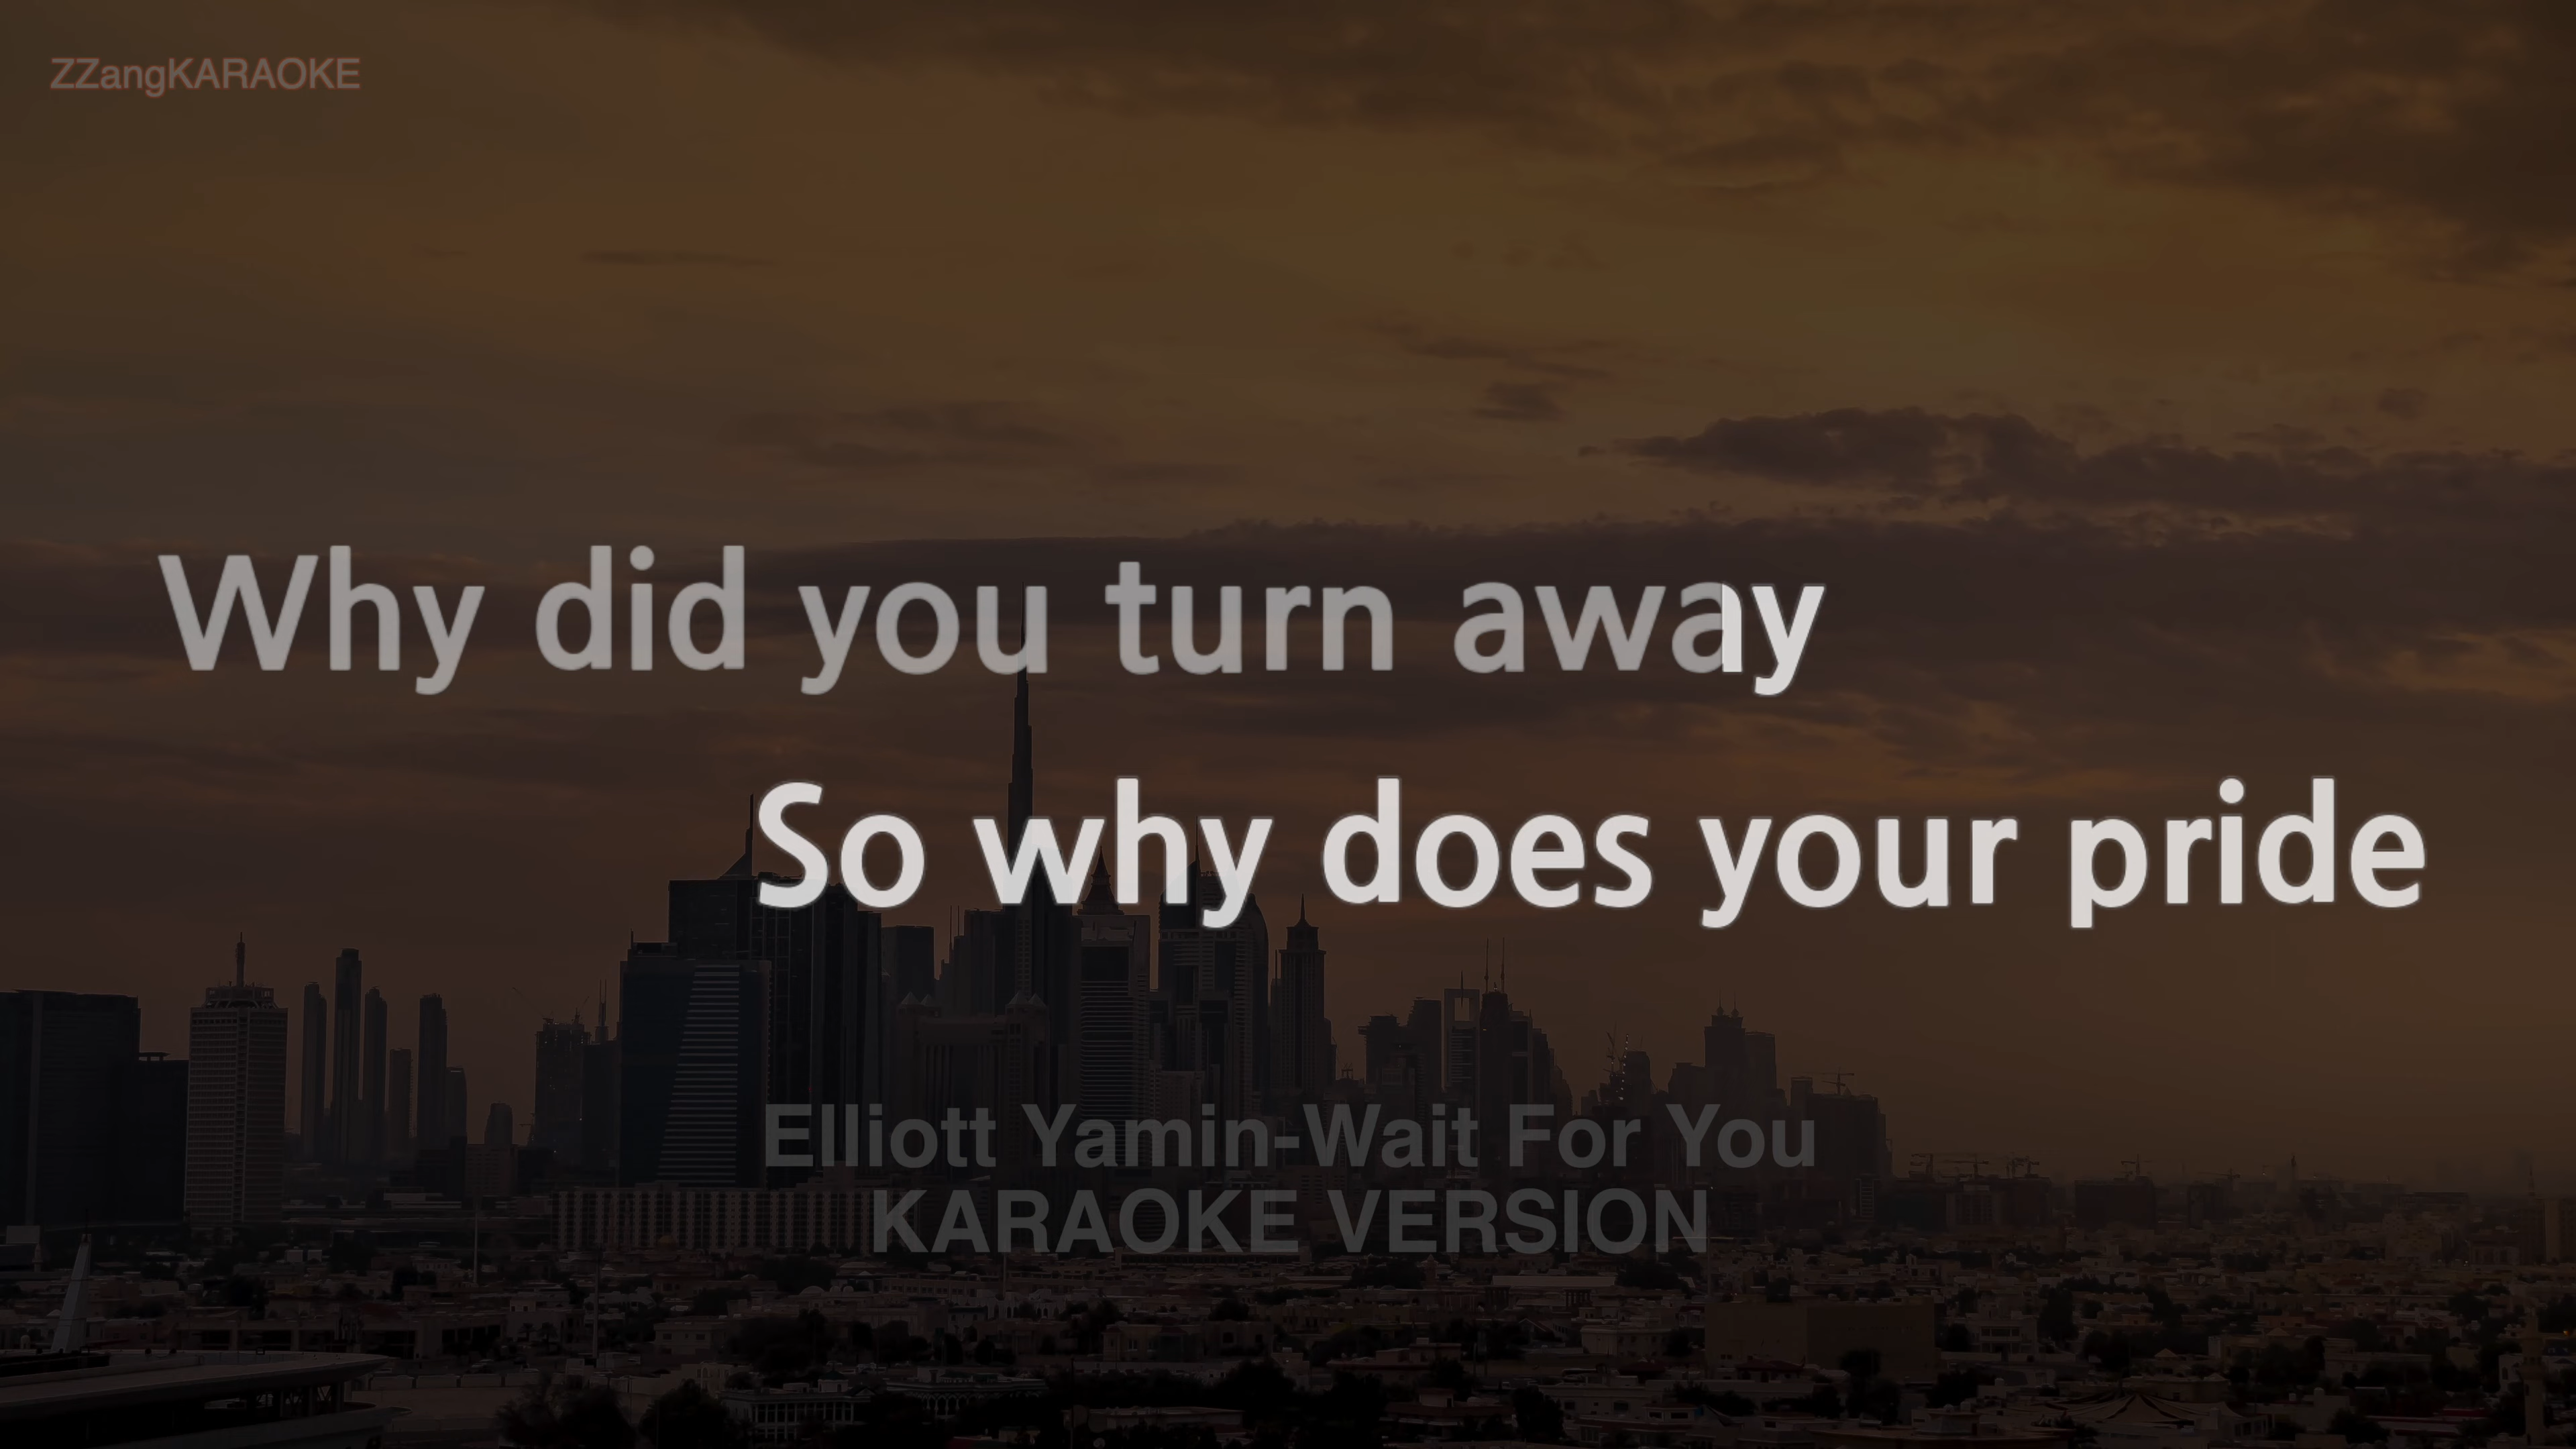 ZZangKARAOKE
Why did you turn away
So why does your pride
Elliott Yamin-Wait For You
KARAOKE VERSION